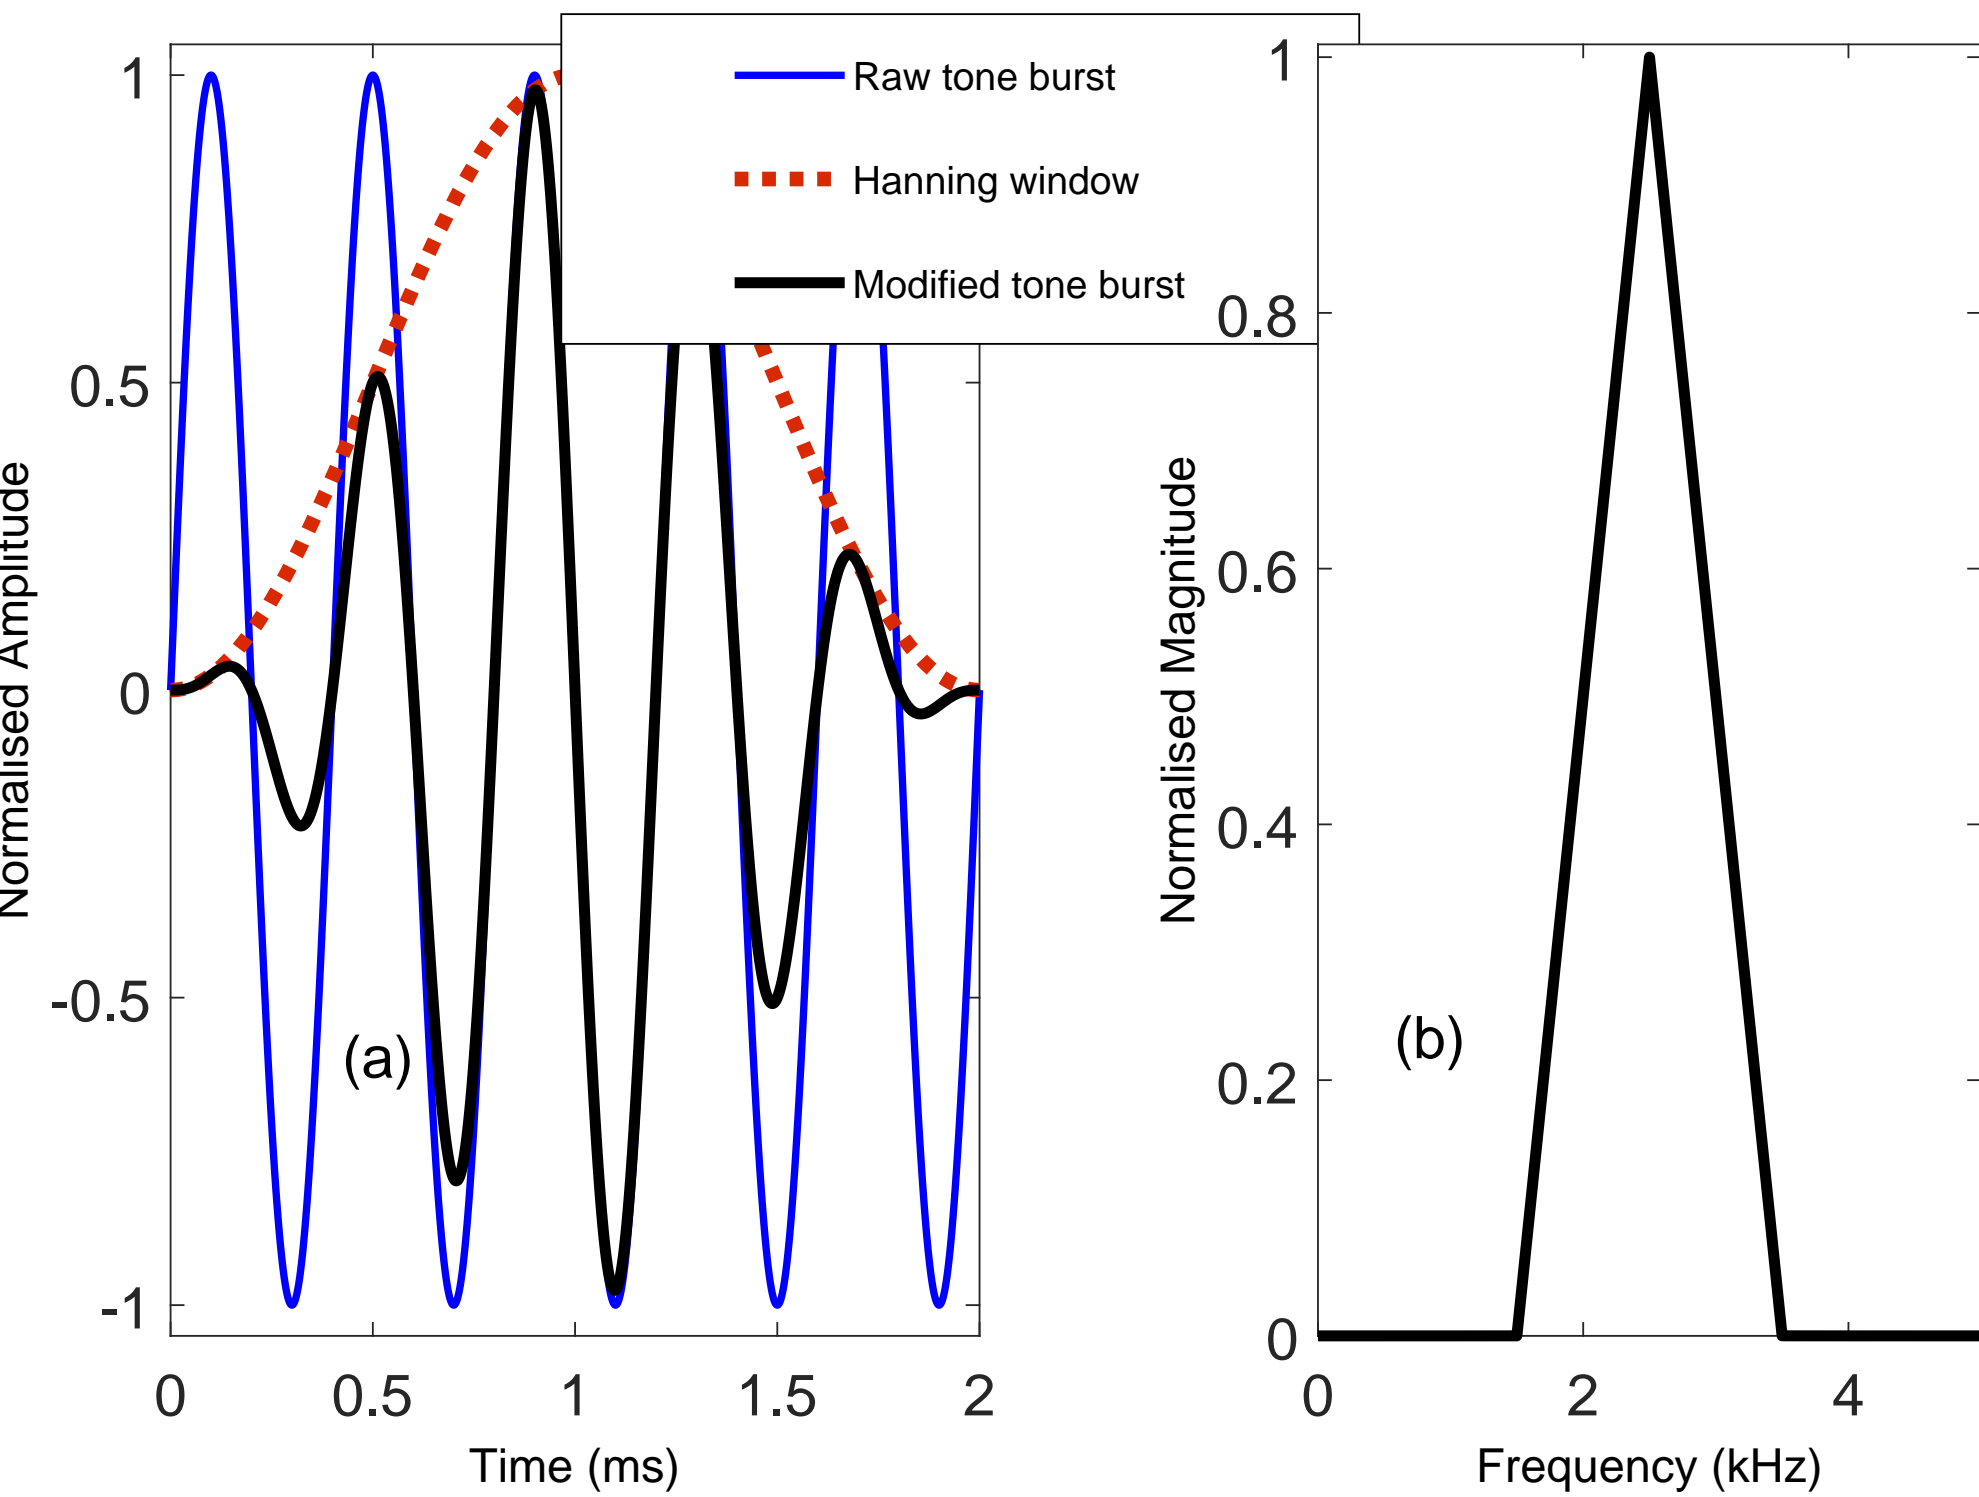 Raw tone burst
Hanning window
Modified tone burst
1
0.5
0
-0.5
-1
Normalised Amplitude
(a)
0 0.5 1 1.5 2
Time (ms)
1
0.8
0.6
0.4
0.2
0
Normalised Magnitude
(b)
0 2 4
Frequency (kHz)